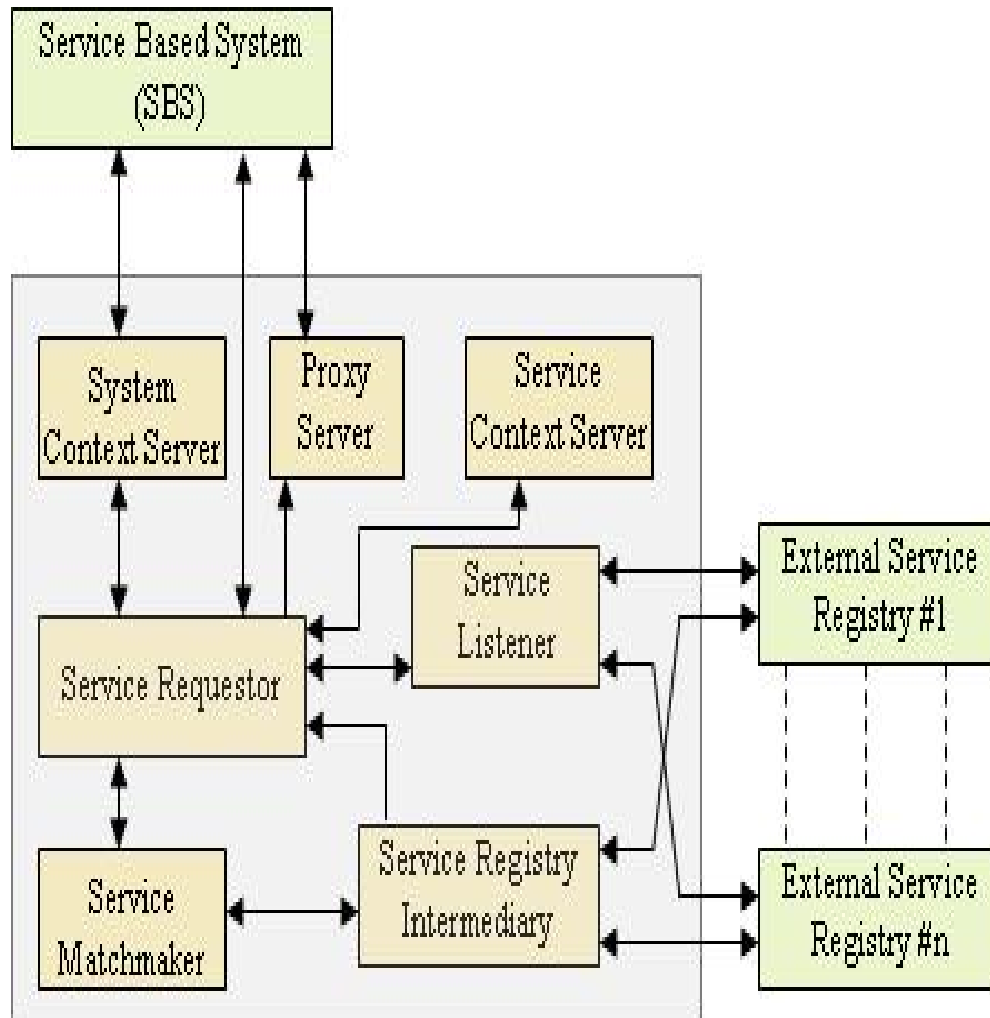 Service Based System
(SBS)
System
Context Server
Proxy
Server
Service
Context Server
Service
Listener
External Service
Registry #1
Service Requestor
Service
Matchmaker
Service Registry
Intermediary
External Service
Registry #n